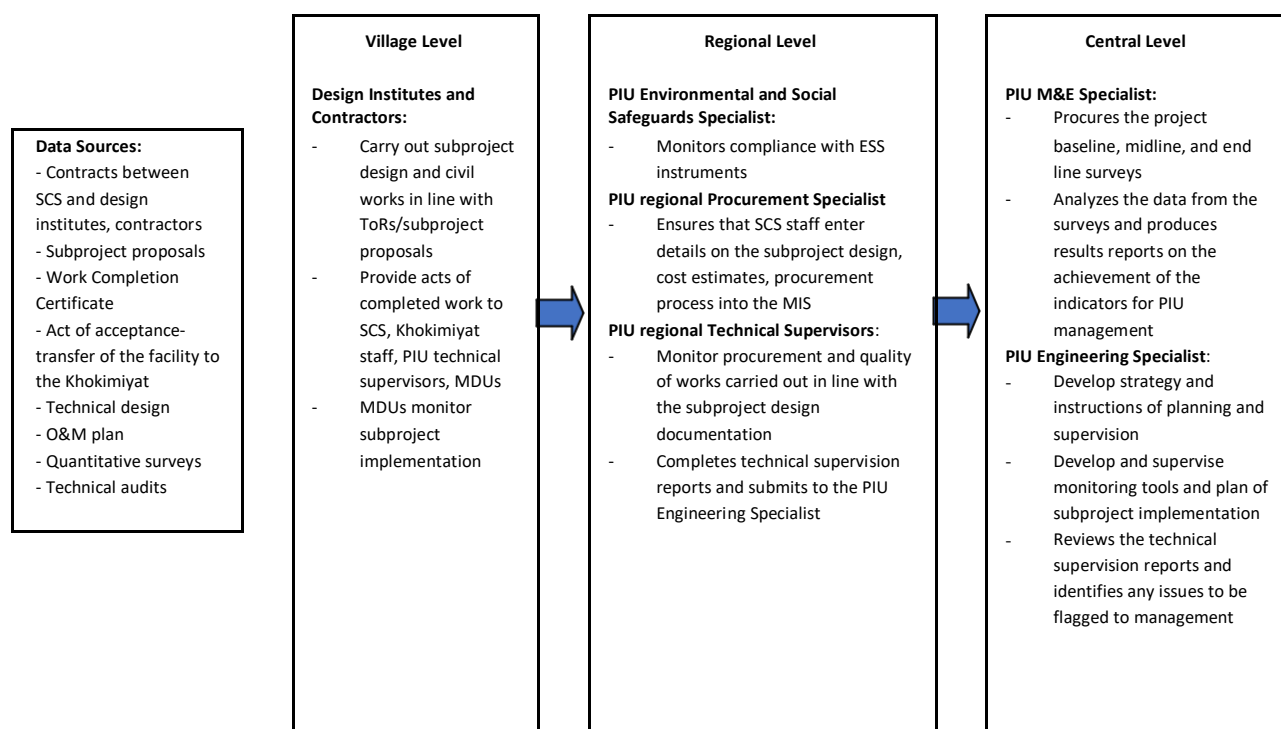 Data Sources:
- Contracts between
SCS and design
institutes, contractors
- Subproject proposals
- Work Completion
Certificate
- Act of acceptance-
transfer of the facility to
the Khokimiyat
- Technical design
- O&M plan
- Quantitative surveys
- Technical audits
Village Level
Design Institutes and
Contractors:
- Carry out subproject
design and civil
works in line with
ToRs/subproject
proposals
- Provide acts of
completed work to
SCS, Khokimiyat
staff, PIU technical
supervisors, MDUs
- MDUs monitor
subproject
implementation
Regional Level
PIU Environmental and Social
Safeguards Specialist:
- Monitors compliance with ESS
instruments
PIU regional Procurement Specialist
- Ensures that SCS staff enter
details on the subproject design,
cost estimates, procurement
process into the MIS
PIU regional Technical Supervisors:
- Monitor procurement and quality
of works carried out in line with
the subproject design
documentation
- Completes technical supervision
reports and submits to the PIU
Engineering Specialist
Central Level
PIU M&E Specialist:
- Procures the project
baseline, midline, and end
line surveys
- Analyzes the data from the
surveys and produces
results reports on the
achievement of the
indicators for PIU
management
PIU Engineering Specialist:
- Develop strategy and
instructions of planning and
supervision
- Develop and supervise
monitoring tools and plan of
subproject implementation
- Reviews the technical
supervision reports and
identifies any issues to be
flagged to management